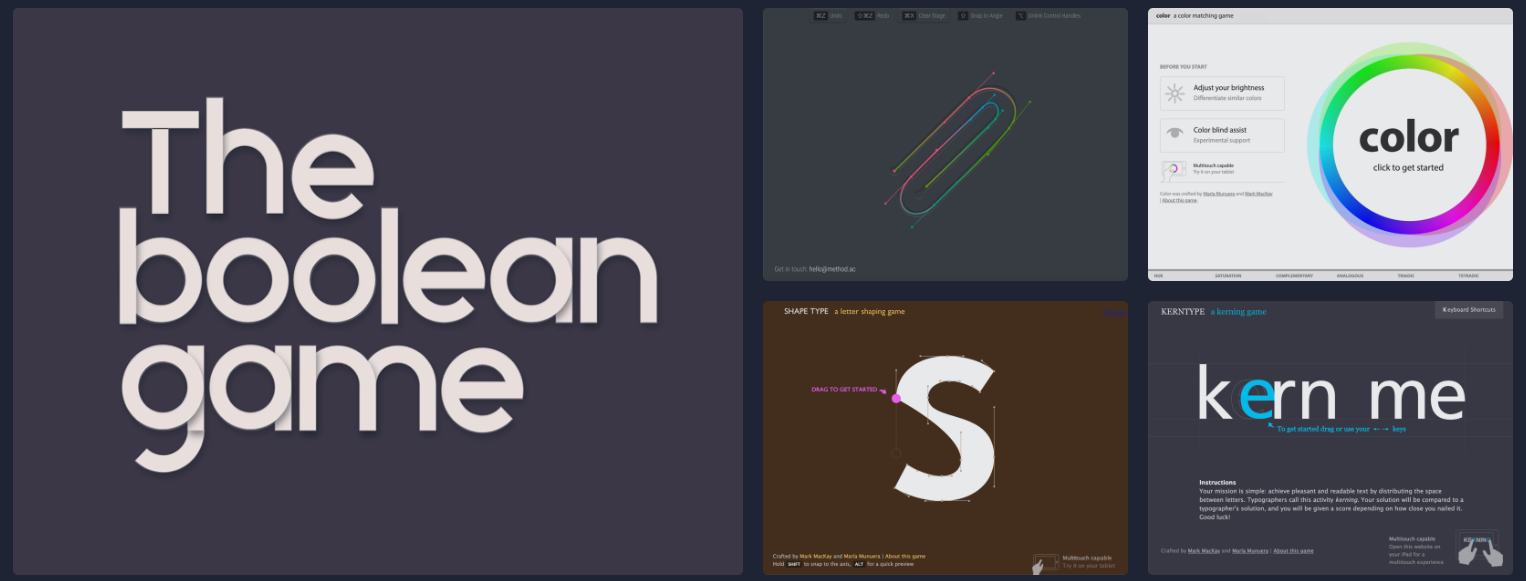 The
boolean
game
⌘Z Undo ⇧⌘Z Redo ⌘X Clear Stage ⇧ Snap to Angle ⌥ Unlink Control Handles
Get in touch hello@method.ac
color a color matching game
BEFORE YOU START
Adjust your brightness
Differentiate similar colors
Color blind assist
Experimental support
Multitouch capable
Try it on your tablet
Color was crafted by Maria Munuera and Mark MacKay
| About this game.
color
click to get started
HUE SATURATION COMPLEMENTARY ANALOGOUS TRIADIC TETRADIC
SHAPE TYPE a letter shaping game
DRAG TO GET STARTED
S
Crafted by Mark MacKay and Maria Munuera | About this game
Hold SHIFT to snap to the axis, ALT for a quick preview
Multitouch capable
Try it on your tablet
KERNTYPE a kerning game
Keyboard Shortcuts
kern me
To get started drag or use your ←→ keys
Instructions
Your mission is simple: achieve pleasant and readable text by distributing the space
between letters. Typographers call this activity kerning. Your solution will be compared to a
typographer's solution, and you will be given a score depending on how close you nailed it.
Good luck!
Crafted by Mark MacKay and Maria Munuera | About this game
Multitouch capable
Open this website on
your iPad for a
multitouch experience